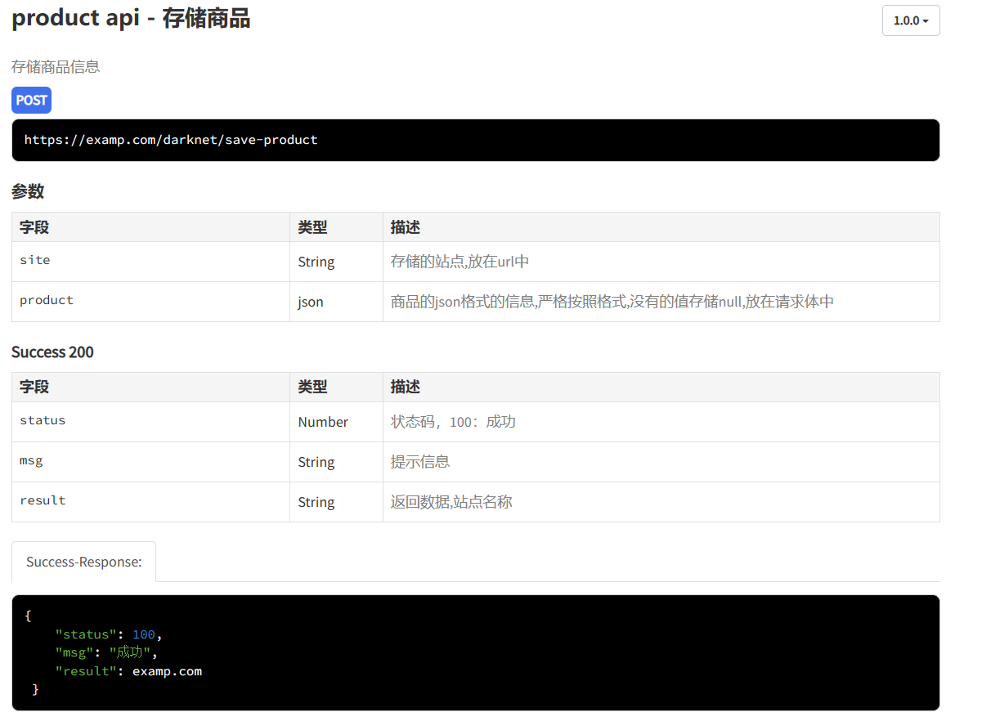 product api - 存储商品
1.0.0
存储商品信息
POST
https://examp.com/darknet/save-product
参数
字段 类型 描述
site String 存储的站点,放在url中
product json 商品的json格式的信息,严格按照格式,没有的值存储null,放在请求体中
Success 200
字段 类型 描述
status Number 状态码，100：成功
msg String 提示信息
result String 返回数据,站点名称
Success-Response:
{
"status": 100,
"msg": "成功",
"result": examp.com
}